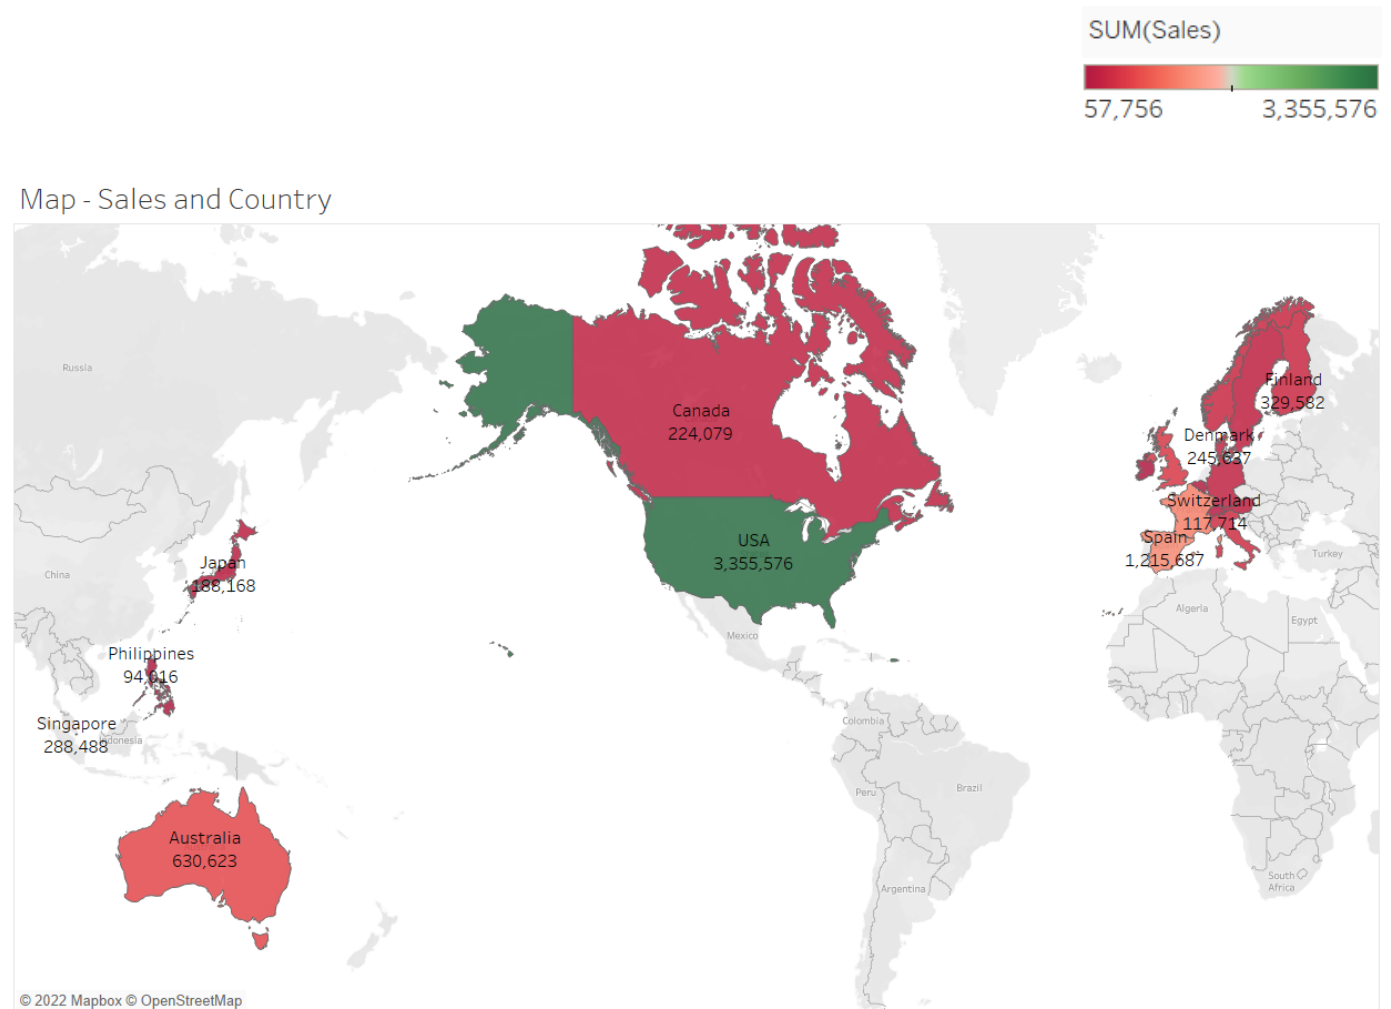 SUM(Sales)
57,756
3,355,576
Map - Sales and Country
Russia
Finland
329,582
Canada
224,079
Denmark
245,637
Switzerland
117,714
USA
3,355,576
Spain
1,215,687
Japan
188,168
China
Turkey
Algeria
Egypt
Mexico
Philippines
94,016
Singapore
288,488
Indonesia
Colombia
Peru
Brazil
Australia
630,623
Argentina
South
Africa
© 2022 Mapbox © OpenStreetMap